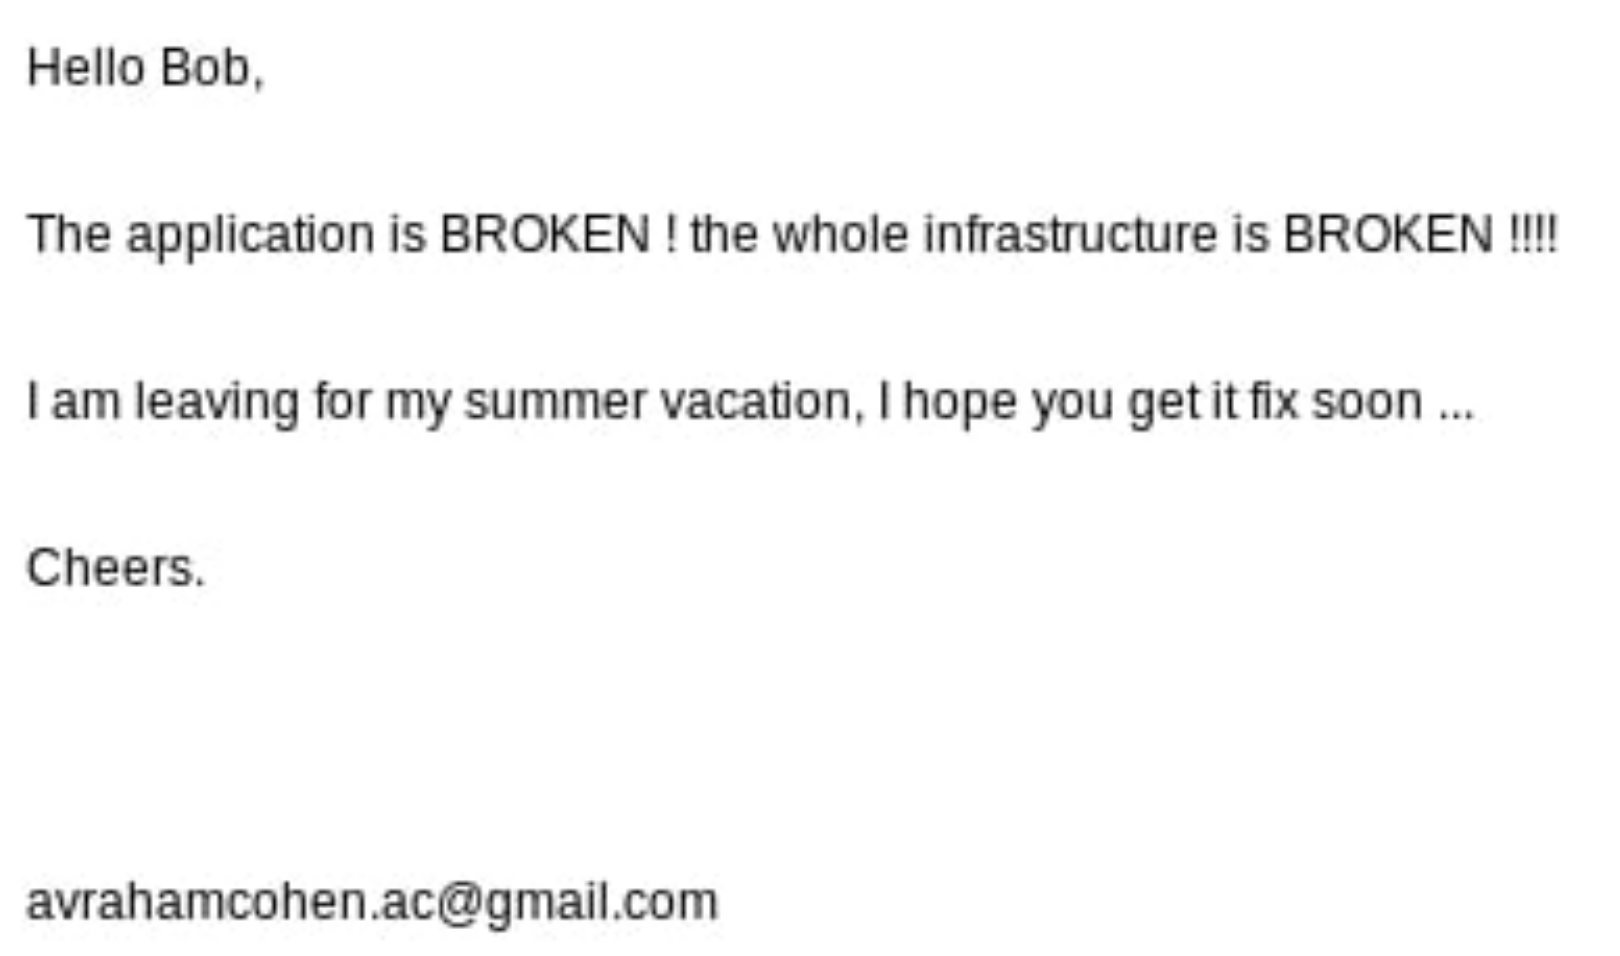 Hello Bob,
The application is BROKEN ! the whole infrastructure is BROKEN !!!!
I am leaving for my summer vacation, I hope you get it fix soon ...
Cheers.
avrahamcohen.ac@gmail.com